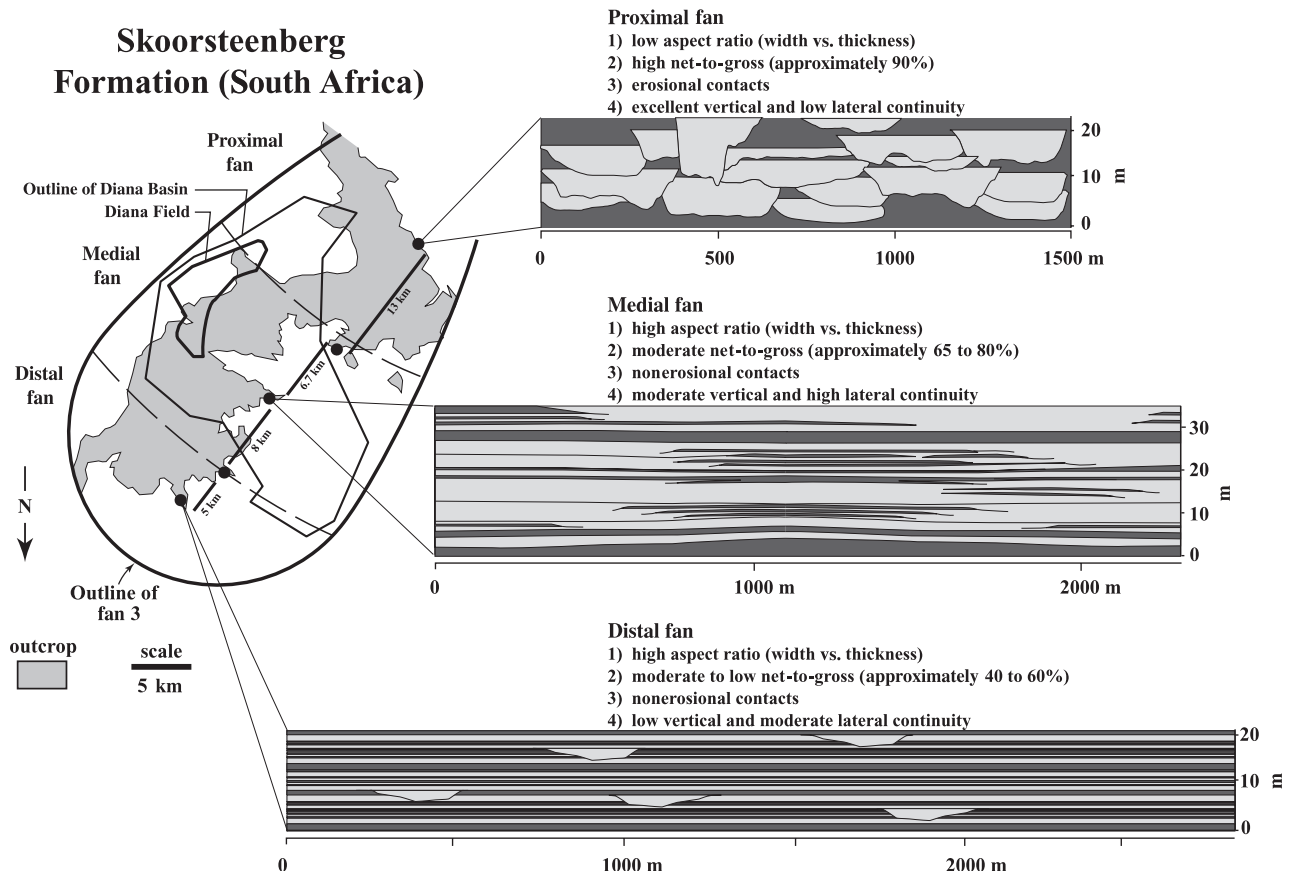 Skoorsteenberg
Formation (South Africa)
Proximal fan
1) low aspect ratio (width vs. thickness)
2) high net-to-gross (approximately 90%)
3) erosional contacts
4) excellent vertical and low lateral continuity
20
10
0
m
0
500
1000
1500 m
Proximal
fan
Outline of Diana Basin
Diana Field
Medial
fan
Distal
fan
13 km
6.7 km
8 km
5 km
N
Outline of
fan 3
outcrop
scale
5 km
Medial fan
1) high aspect ratio (width vs. thickness)
2) moderate net-to-gross (approximately 65 to 80%)
3) nonerosional contacts
4) moderate vertical and high lateral continuity
30
20
10
0
m
0
1000 m
2000 m
Distal fan
1) high aspect ratio (width vs. thickness)
2) moderate to low net-to-gross (approximately 40 to 60%)
3) nonerosional contacts
4) low vertical and moderate lateral continuity
20
10
0
m
0
1000 m
2000 m